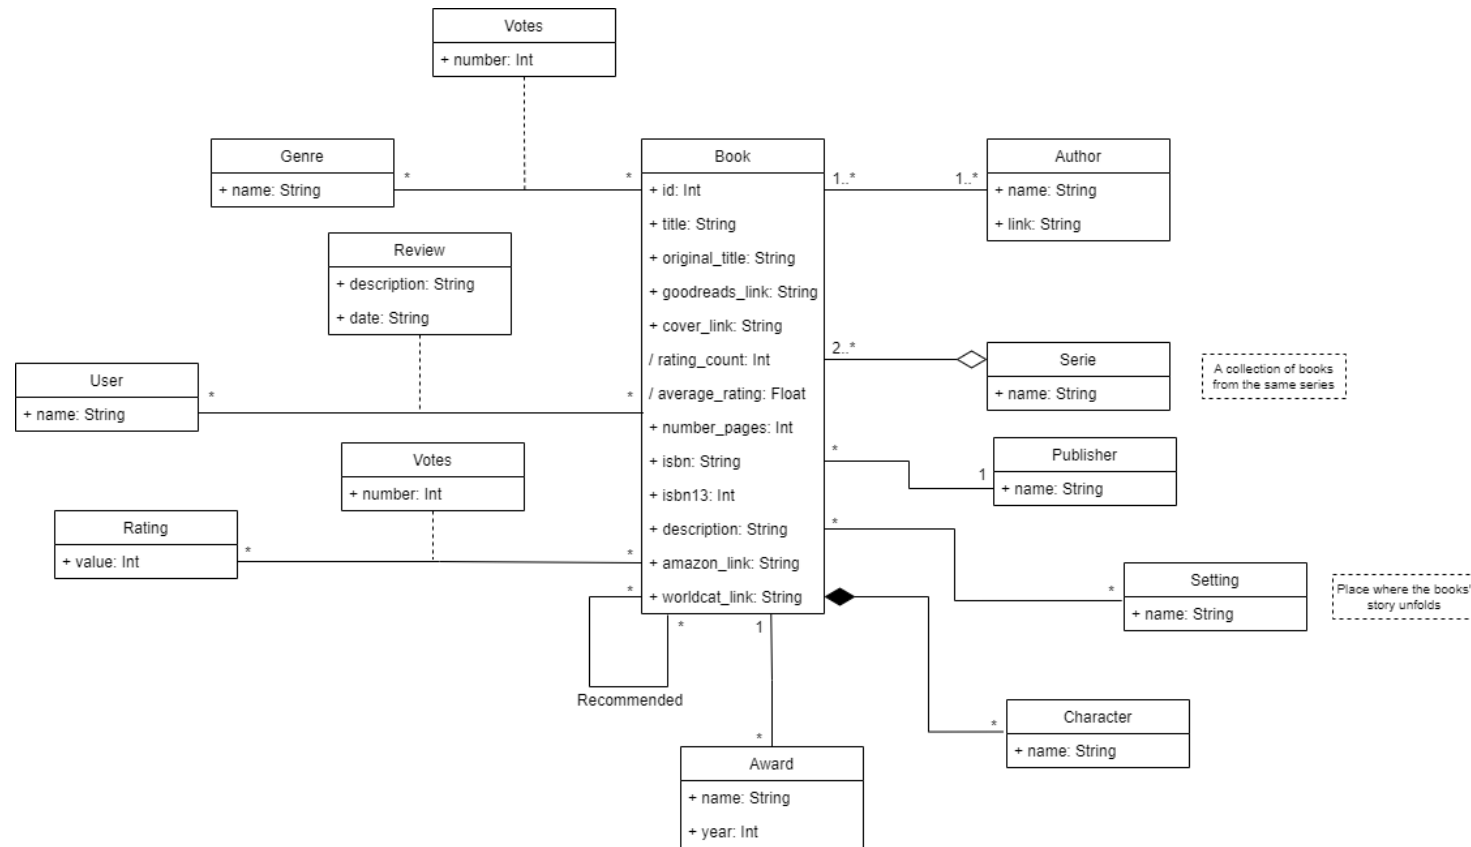 Votes
+ number: Int
Genre
+ name: String
*
*
Book
+ id: Int
+ title: String
+ original_title: String
+ goodreads_link: String
+ cover_link: String
/ rating_count: Int
/ average_rating: Float
+ number_pages: Int
+ isbn: String
+ isbn13: Int
+ description: String
+ amazon_link: String
+ worldcat_link: String
1..*
1..*
Author
+ name: String
+ link: String
Review
+ description: String
+ date: String
User
+ name: String
*
*
2..*
Serie
+ name: String
A collection of books
from the same series
Votes
+ number: Int
*
1
Publisher
+ name: String
Rating
+ value: Int
*
*
*
*
Setting
+ name: String
Place where the books'
story unfolds
*
*
Recommended
1
*
Award
+ name: String
+ year: Int
*
Character
+ name: String